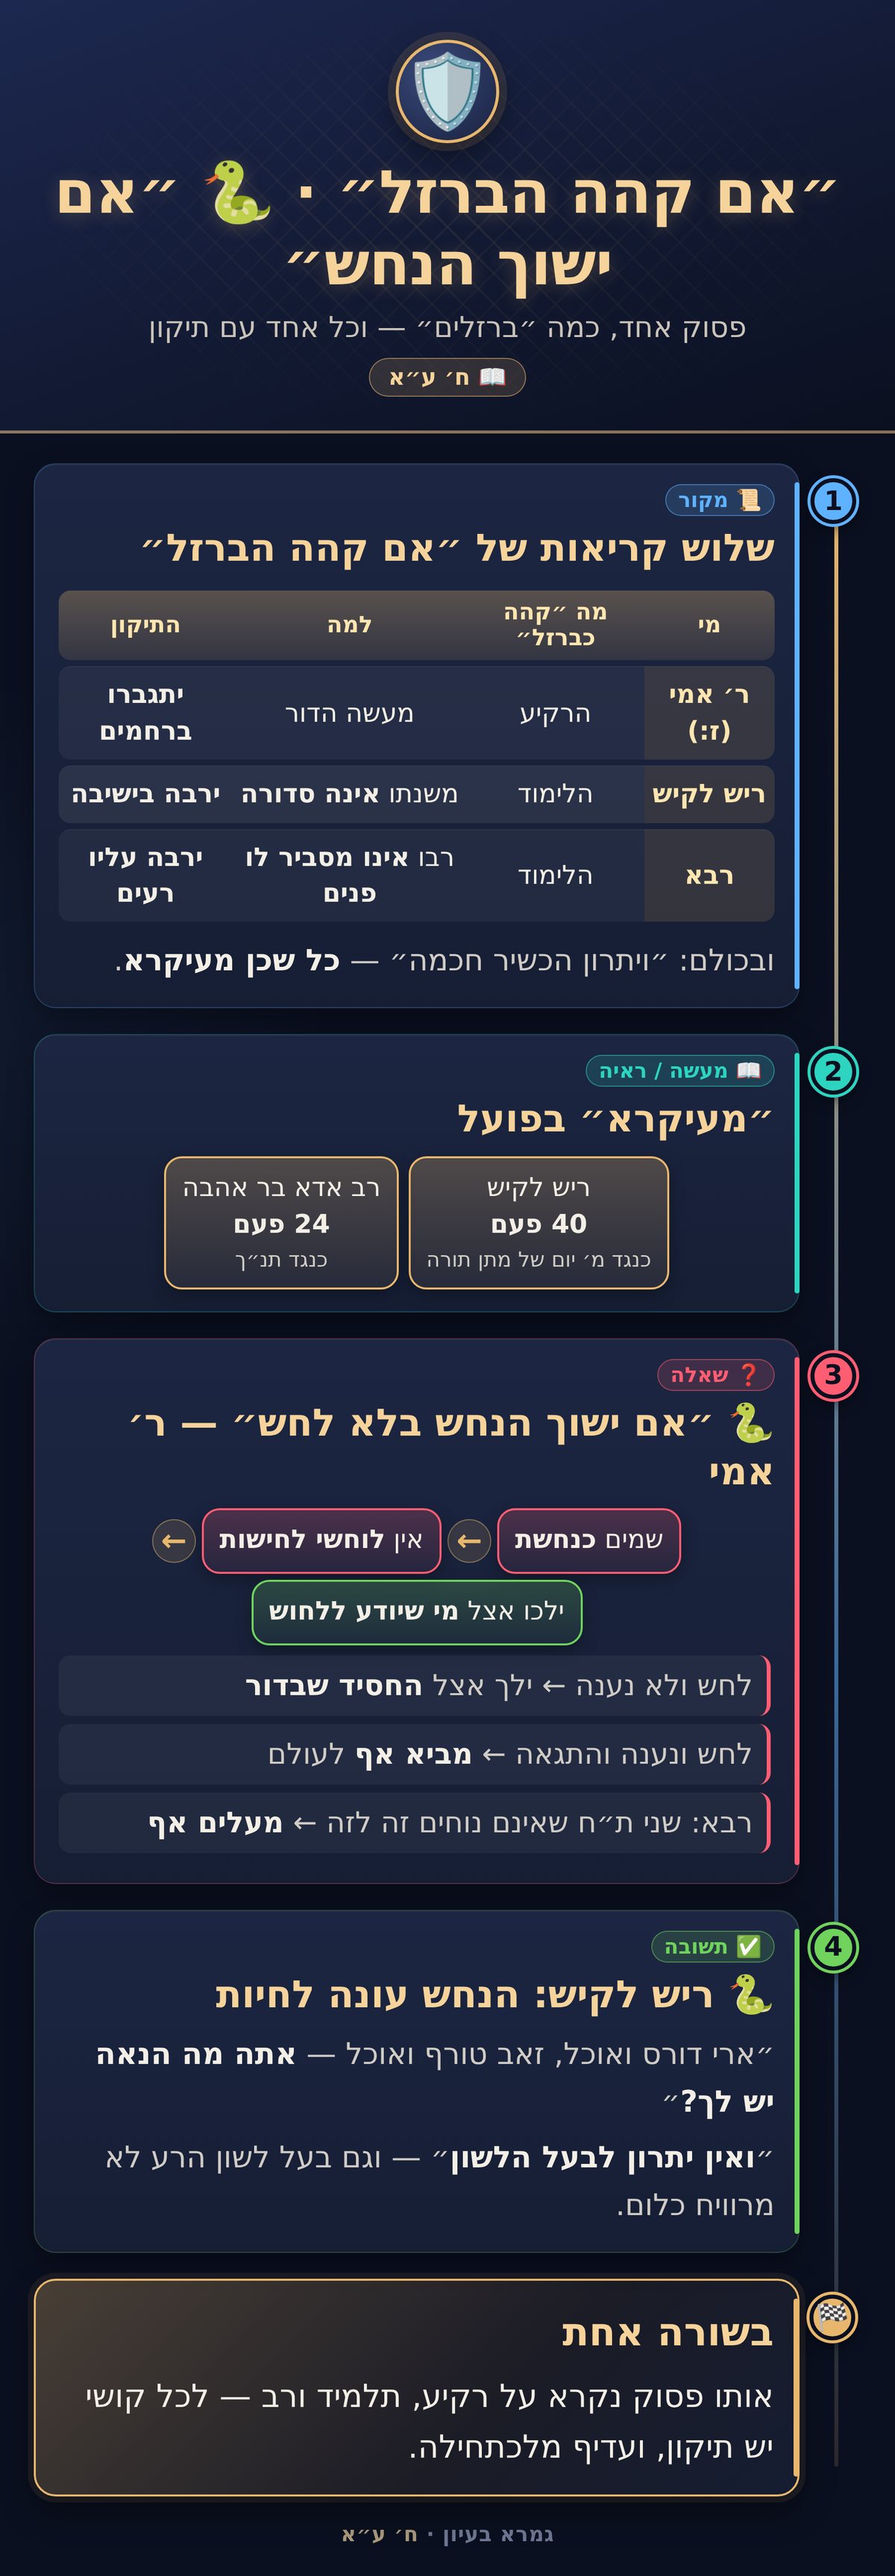 ״אם קהה הברזל״ · 🐍 ״אם
ישוך הנחש״
פסוק אחד, כמה ״ברזלים״ — וכל אחד עם תיקון
📖 ח׳ ע״א
1
📜 מקור
שלוש קריאות של ״אם קהה הברזל״
מי | מה ״קהה כברזל״ | למה | התיקון
ר׳ אמי (ז:) | הרקיע | מעשה הדור | יתגברו ברחמים
ריש לקיש | הלימוד | משנתו אינה סדורה | ירבה בישיבה
רבא | הלימוד | רבו אינו מסביר לו פנים | ירבה עליו רעים
ובכולם: ״ויתרון הכשיר חכמה״ — כל שכן מעיקרא.
2
📖 מעשה / ראיה
״מעיקרא״ בפועל
ריש לקיש
40 פעם
כנגד מ׳ יום של מתן תורה
רב אדא בר אהבה
24 פעם
כנגד תנ״ך
3
❓ שאלה
🐍 ״אם ישוך הנחש בלא לחש״ — ר׳
אמי
שמים כנחשת ← אין לוחשי לחישות ←
ילכו אצל מי שיודע ללחוש
לחש ולא נענה ← ילך אצל החסיד שבדור
לחש ונענה והתגאה ← מביא אף לעולם
רבא: שני ת״ח שאינם נוחים זה לזה ← מעלים אף
4
✅ תשובה
🐍 ריש לקיש: הנחש עונה לחיות
״ארי דורס ואוכל, זאב טורף ואוכל — אתה מה הנאה
יש לך?״
״ואין יתרון לבעל הלשון״ — וגם בעל לשון הרע לא
מרוויח כלום.
🏁
בשורה אחת
אותו פסוק נקרא על רקיע, תלמיד ורב — לכל קושי
יש תיקון, ועדיף מלכתחילה.
גמרא בעיון · ח׳ ע״א